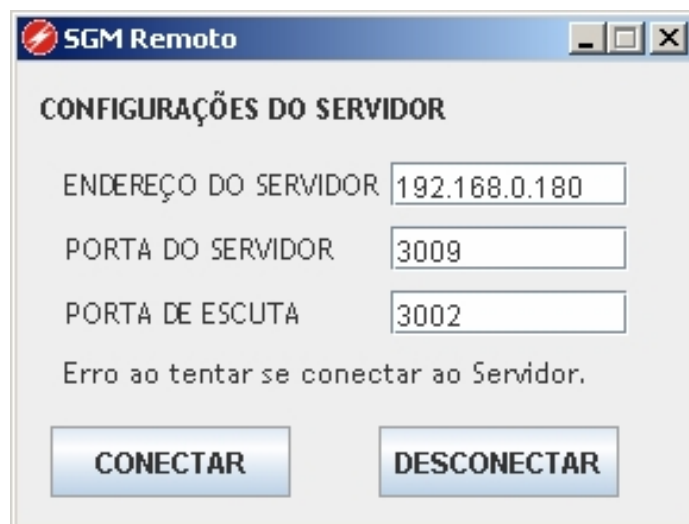 SGM Remoto
CONFIGURAÇÕES DO SERVIDOR
ENDEREÇO DO SERVIDOR 192.168.0.180
PORTA DO SERVIDOR 3009
PORTA DE ESCUTA 3002
Erro ao tentar se conectar ao Servidor.
CONECTAR DESCONECTAR